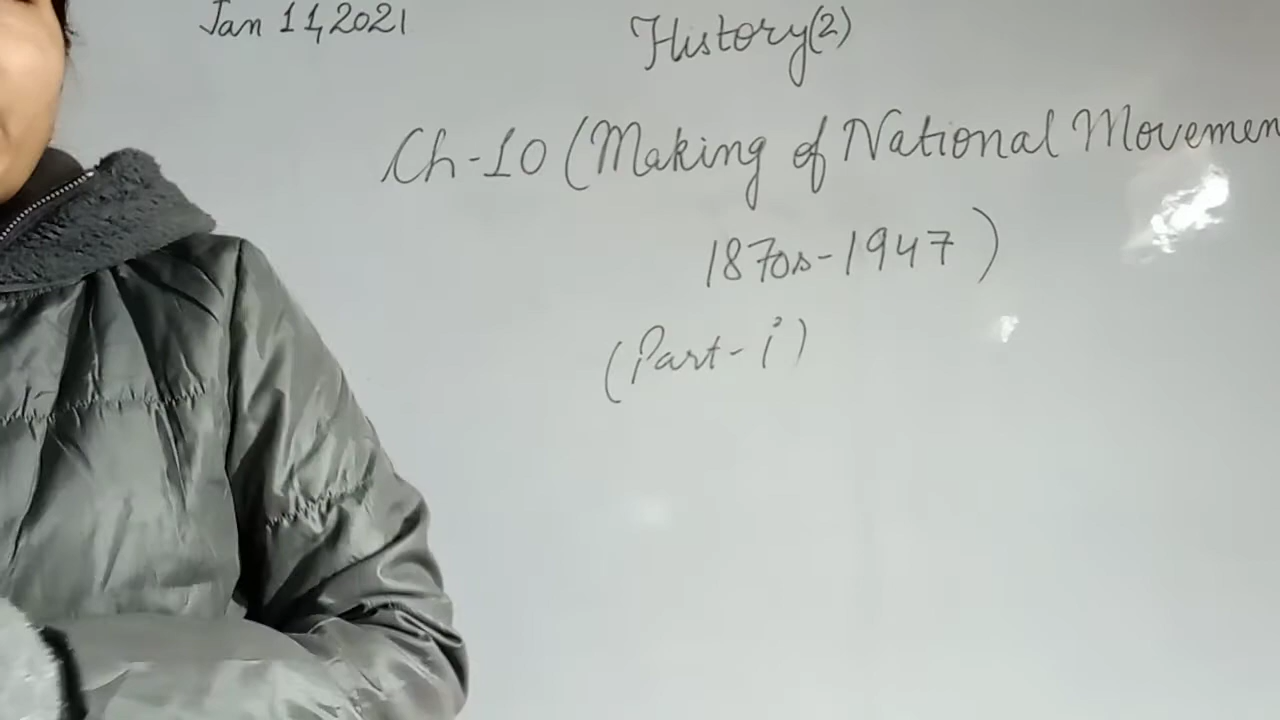 Jan 11,2021
History(2)
Ch-10 (Making of National Movemen
1870s-1947)
(Part-i)